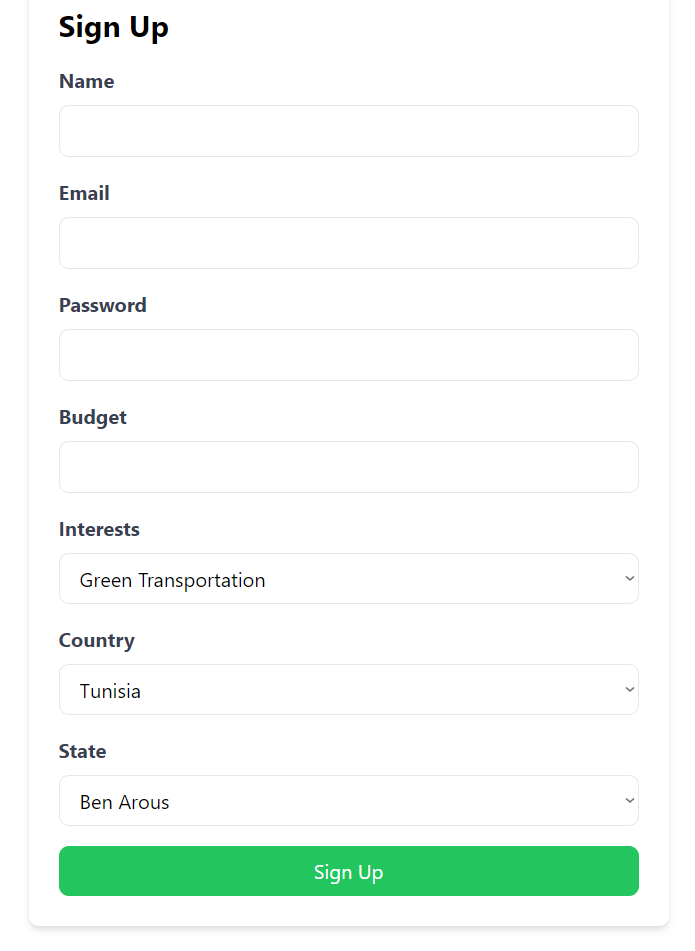 Sign Up
Name
Email
Password
Budget
Interests
Green Transportation
Country
Tunisia
State
Ben Arous
Sign Up